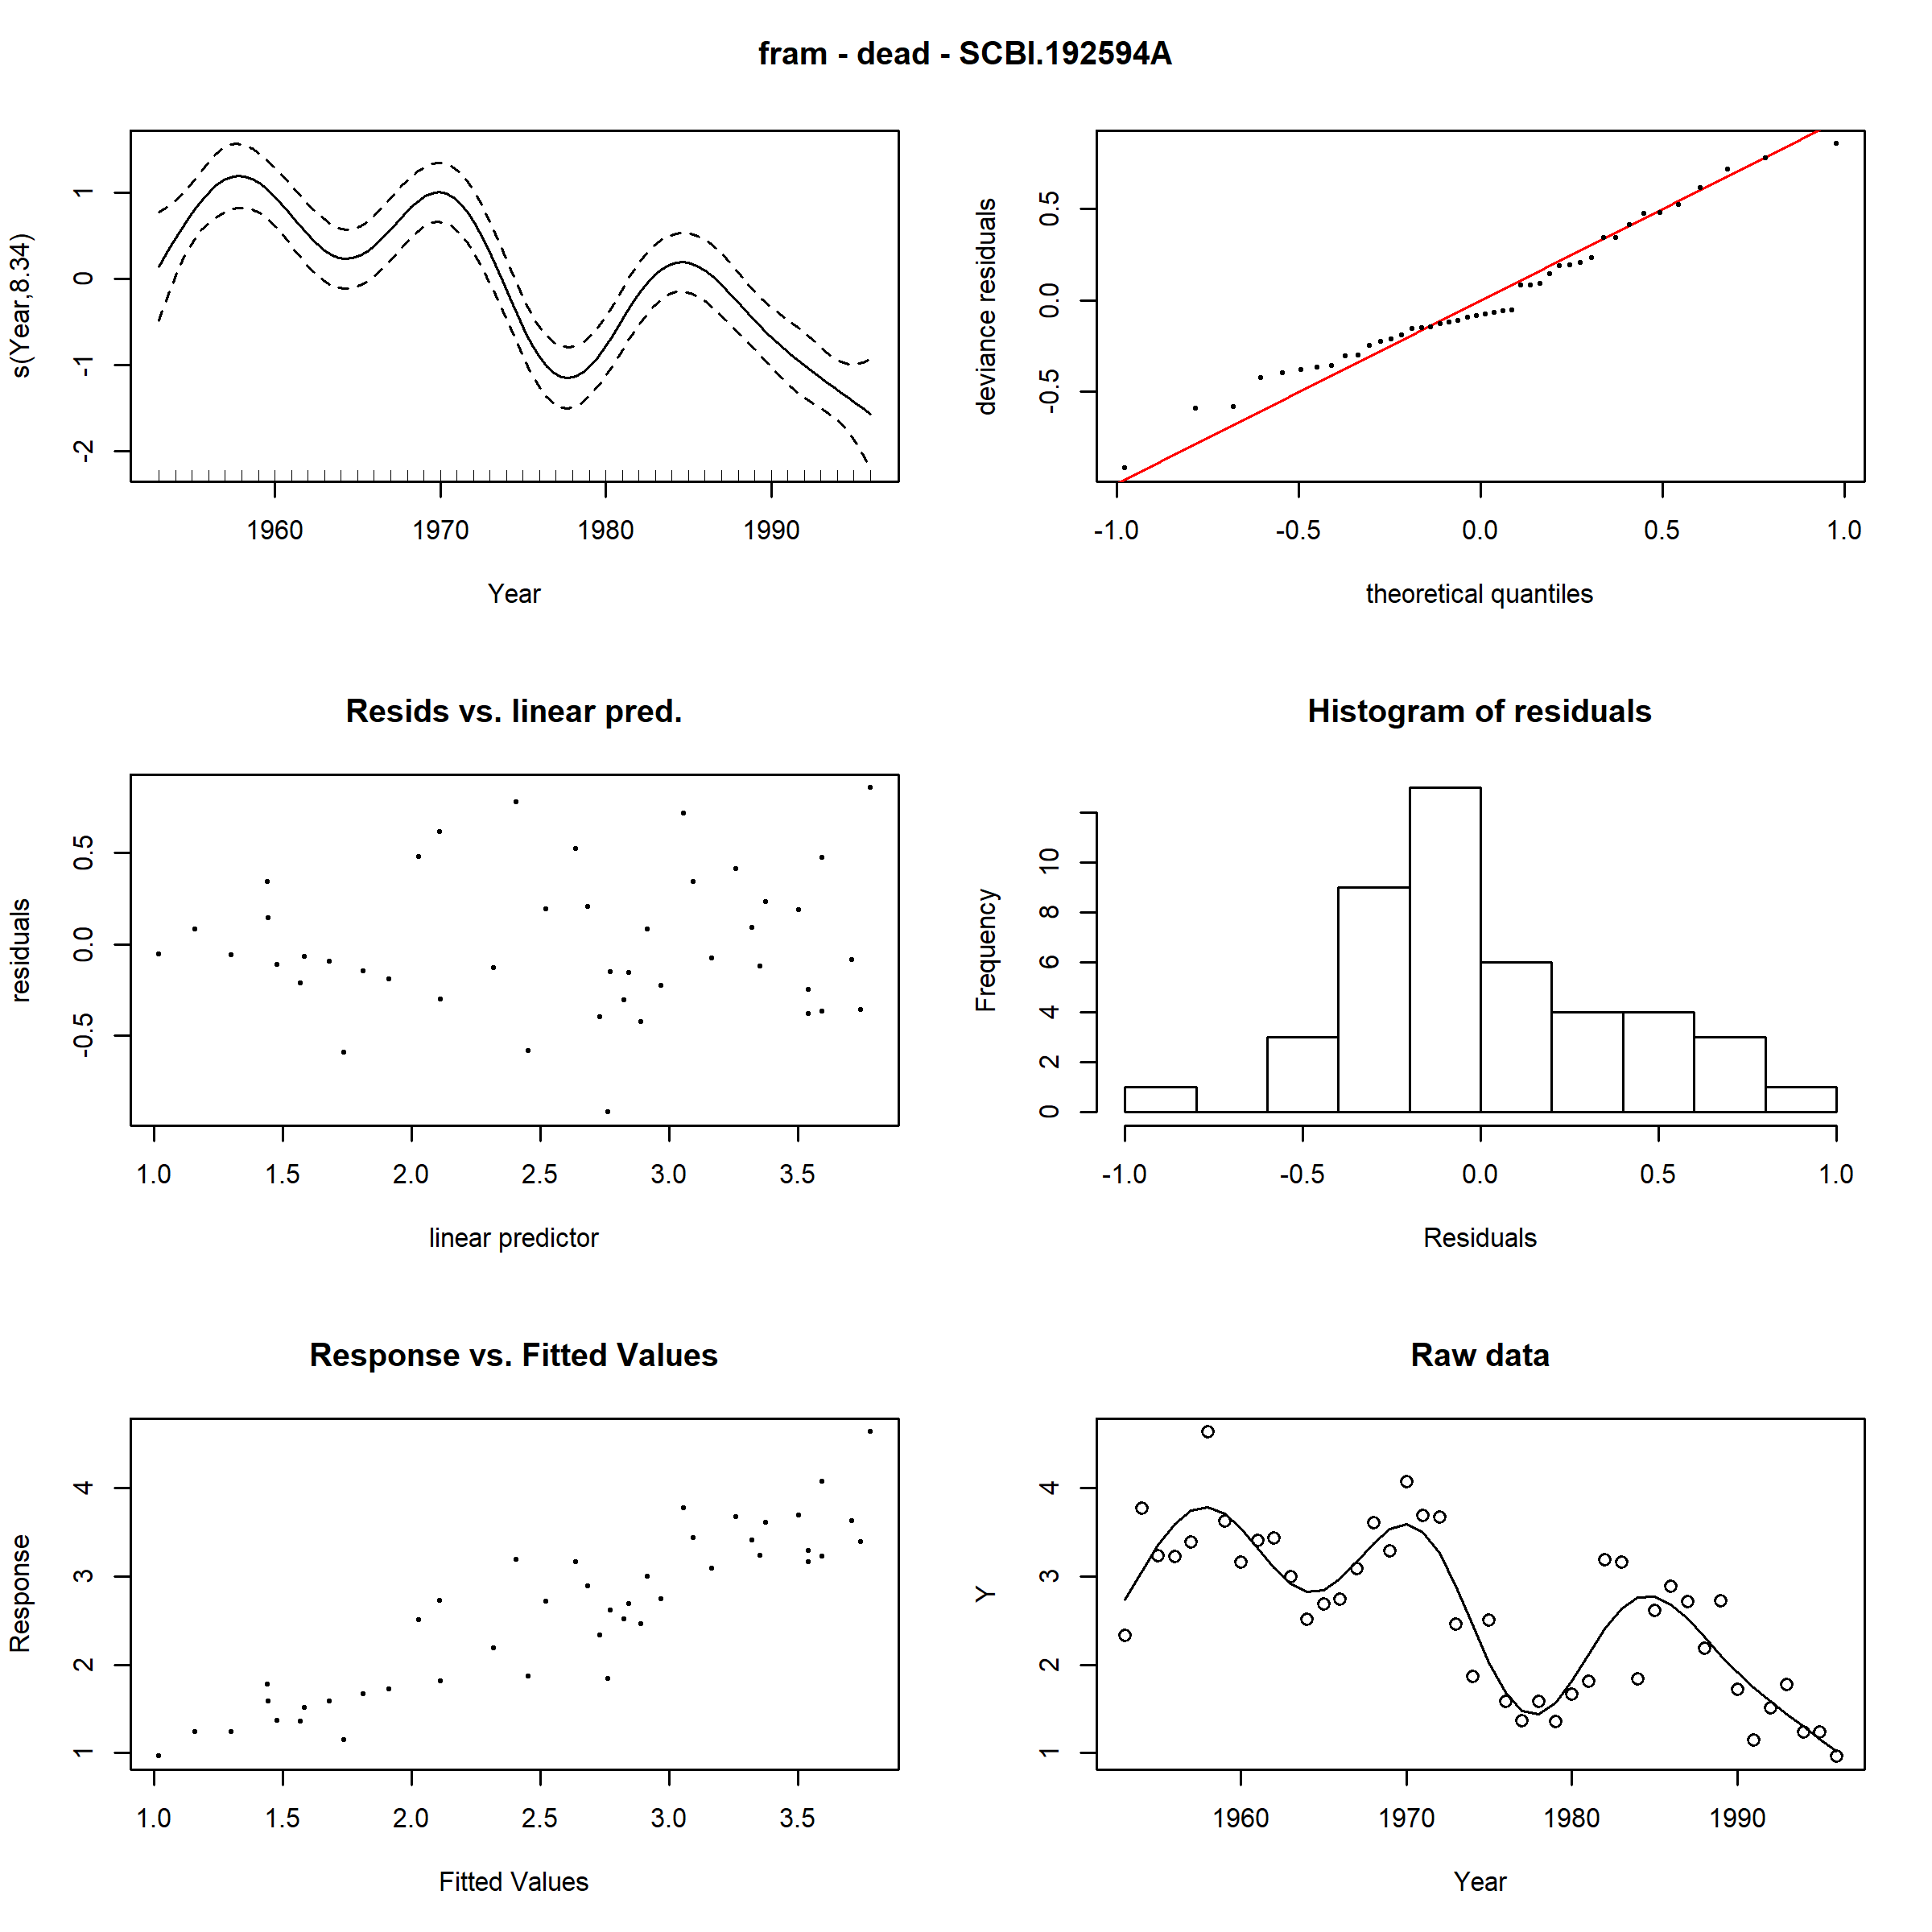 fram - dead - SCBI.192594A
s(Year,8.34)
1
0
-1
-2
1960 1970 1980 1990
Year
deviance residuals
0.5
0.0
-0.5
-1.0 -0.5 0.0 0.5 1.0
theoretical quantiles
Resids vs. linear pred.
residuals
0.5
0.0
-0.5
1.0 1.5 2.0 2.5 3.0 3.5
linear predictor
Histogram of residuals
Frequency
10
8
6
4
2
0
-1.0 -0.5 0.0 0.5 1.0
Residuals
Response vs. Fitted Values
Response
4
3
2
1
1.0 1.5 2.0 2.5 3.0 3.5
Fitted Values
Raw data
Y
4
3
2
1
1960 1970 1980 1990
Year